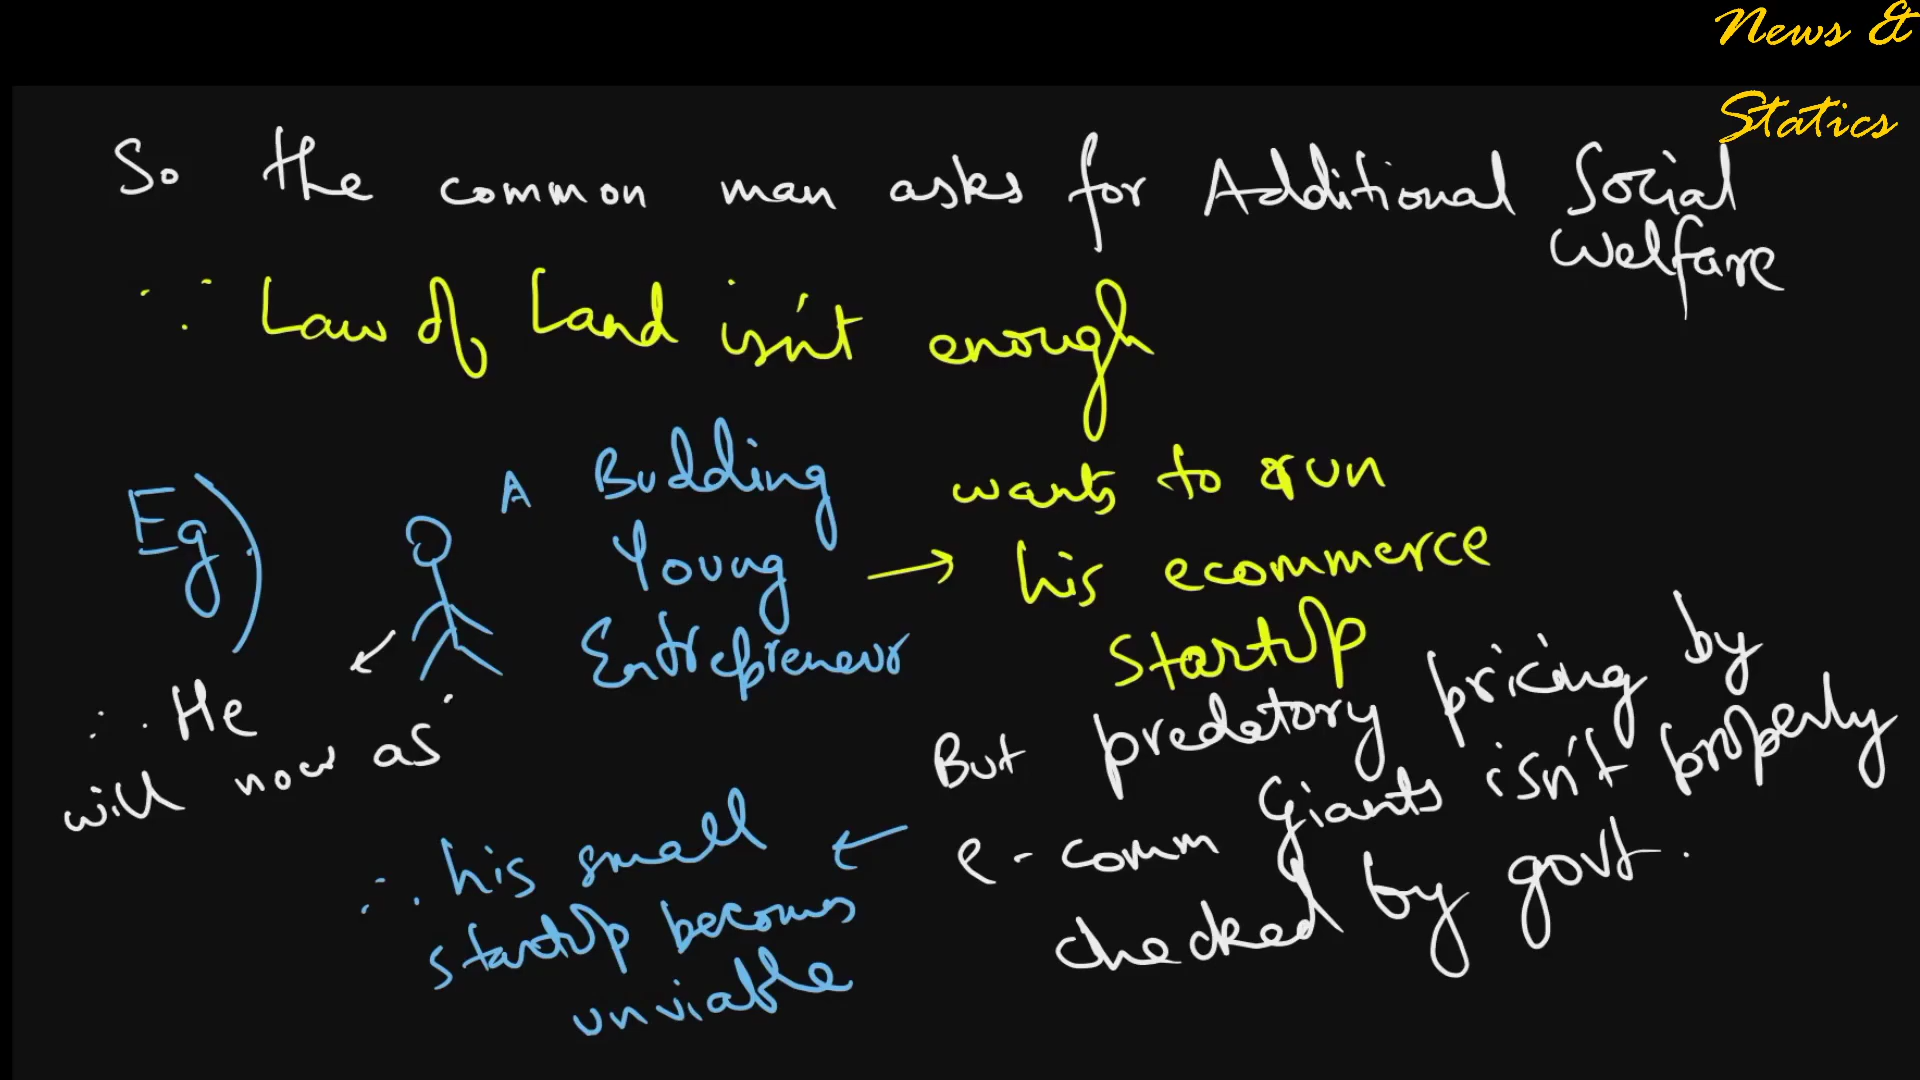 News &
Statics
So the common man asks for Additional Social
Welfare
∵ Law of Land isn't enough
Eg)
A Budding
Young
Entrepreneur
→ wants to run
his ecommerce
Startup
But predatory pricing by
e-comm Giants isn't properly
checked by govt.
∴ his small
startup becomes
unviable
∴ He
will now as